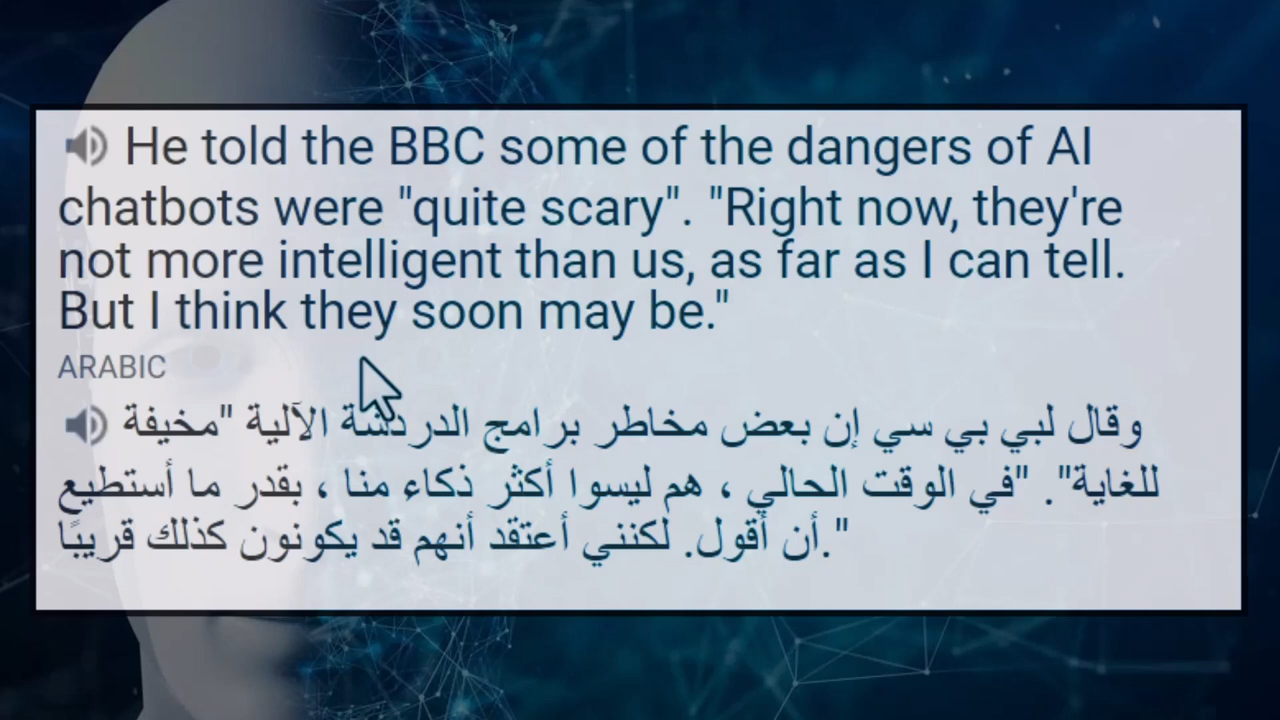 He told the BBC some of the dangers of AI
chatbots were "quite scary". "Right now, they're
not more intelligent than us, as far as I can tell.
But I think they soon may be."
ARABIC
وقال لبي بي سي إن بعض مخاطر برامج الدردشة الآلية "مخيفة
للغاية". "في الوقت الحالي ، هم ليسوا أكثر ذكاء منا ، بقدر ما أستطيع
أن أقول. لكنني أعتقد أنهم قد يكونون كذلك قريبًا."